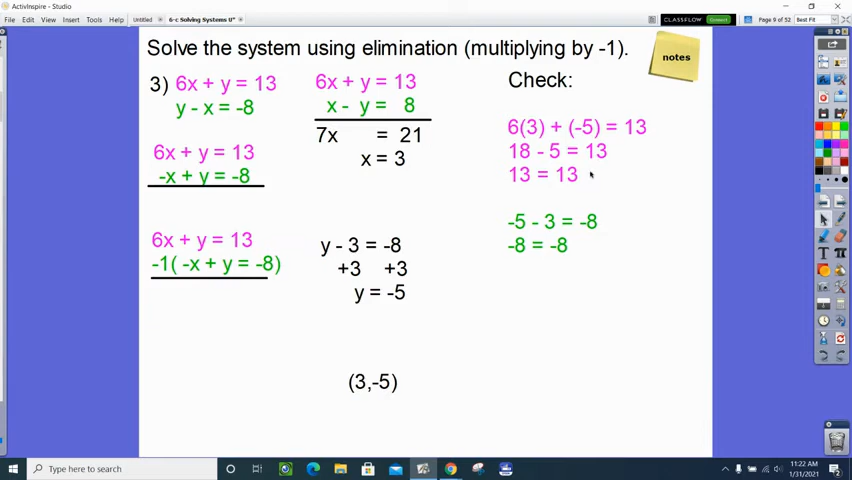 ActivInspire - Studio
File Edit View Insert Tools Help
Untitled
6-c Solving Systems U*
CLASSFLOW
Connect
Page 9 of 52
Best Fit
Solve the system using elimination (multiplying by -1).
notes
3) 6x + y = 13
y - x = -8
6x + y = 13
-x + y = -8
6x + y = 13
-1( -x + y = -8)
6x + y = 13
x - y = 8
7x = 21
x = 3
y - 3 = -8
+3 +3
y = -5
(3,-5)
Check:
6(3) + (-5) = 13
18 - 5 = 13
13 = 13
-5 - 3 = -8
-8 = -8
Type here to search
11:22 AM
1/31/2021